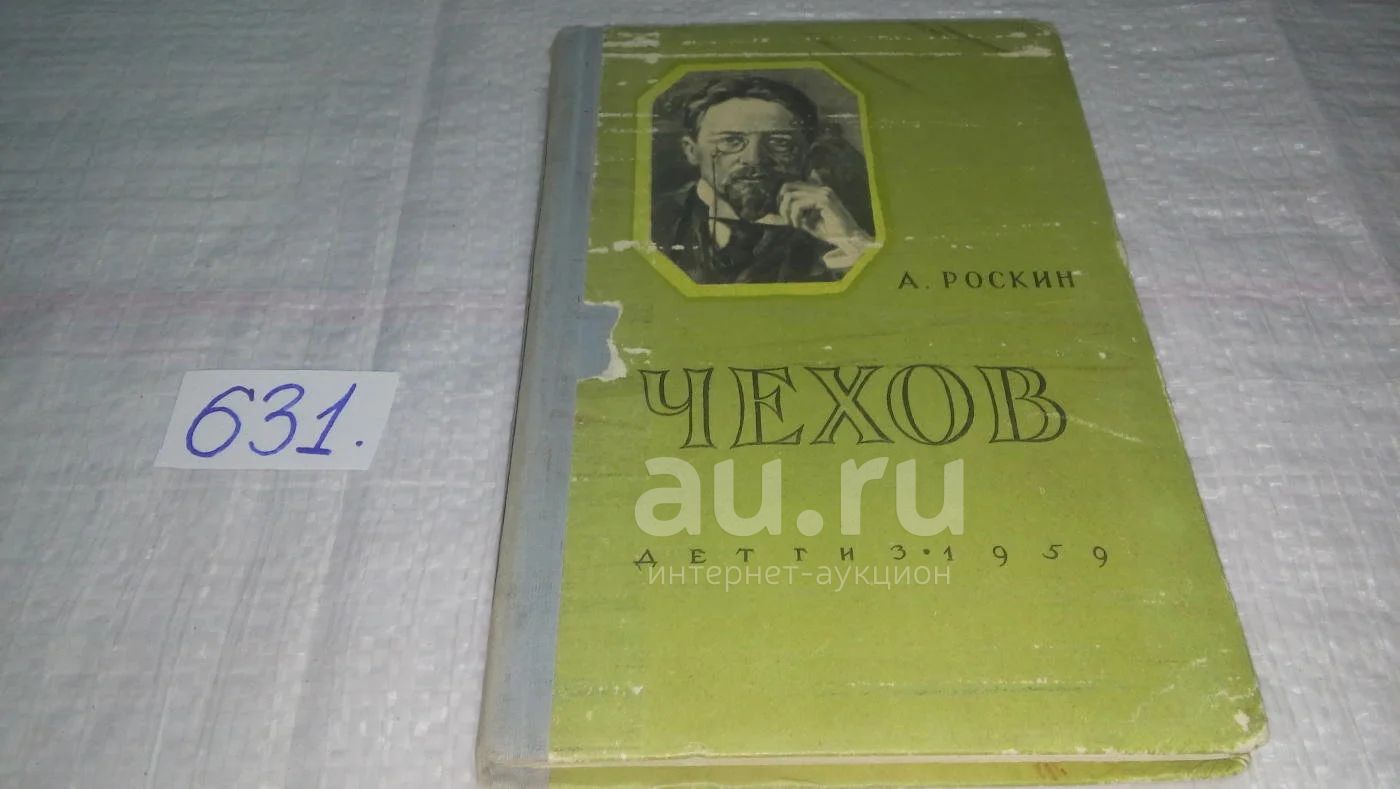 631.
А. РОСКИН
ЧЕХОВ
au.ru
ДЕТГИЗ • 1959
интернет-аукцион